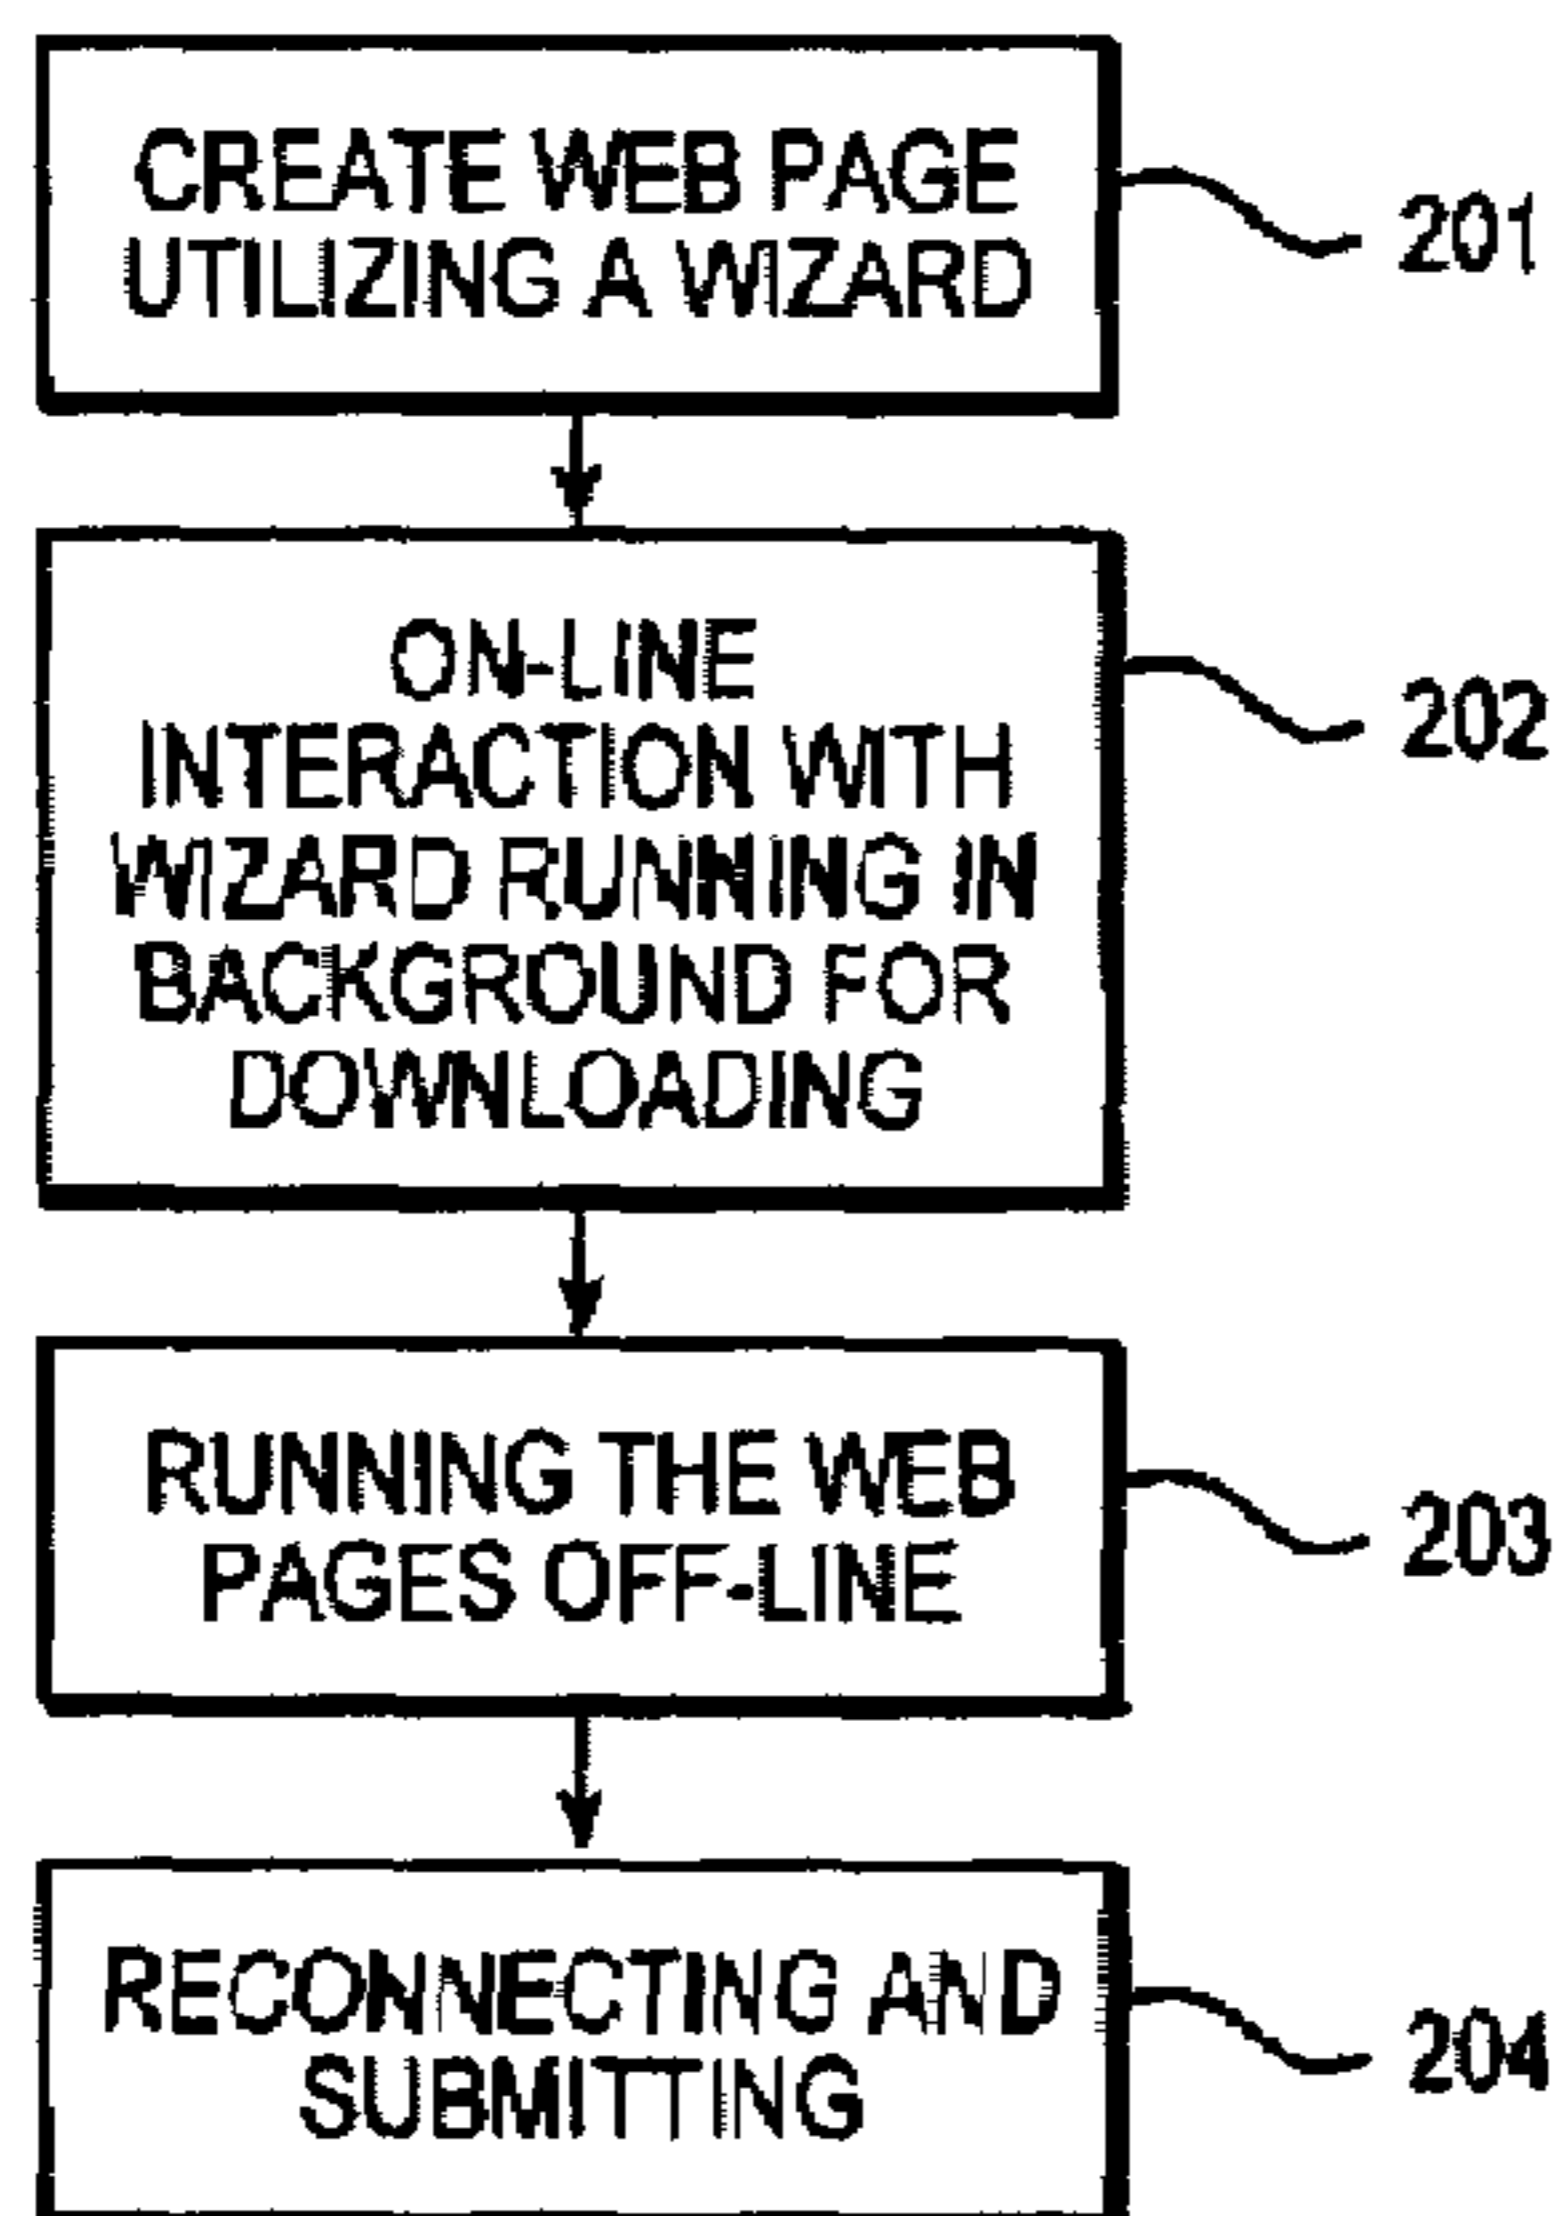 CREATE WEB PAGE
UTILIZING A WIZARD
201
ON-LINE
INTERACTION WITH
WIZARD RUNNING IN
BACKGROUND FOR
DOWNLOADING
202
RUNNING THE WEB
PAGES OFF-LINE
203
RECONNECTING AND
SUBMITTING
204